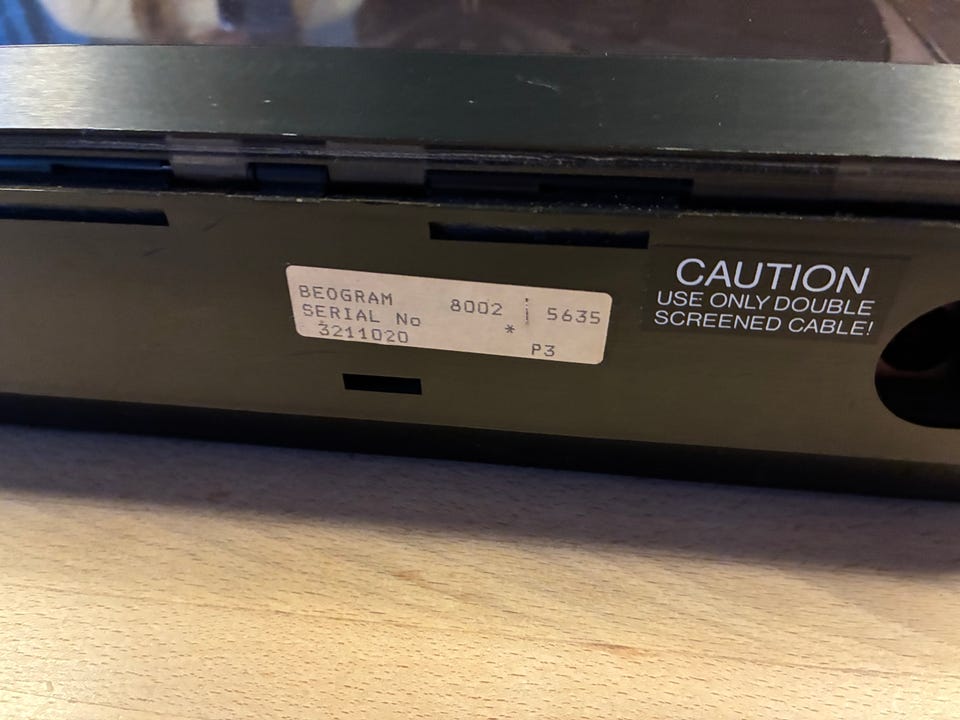 BEOGRAM 8002 ¦ 5635
SERIAL No *
3211020 P3
CAUTION
USE ONLY DOUBLE
SCREENED CABLE!